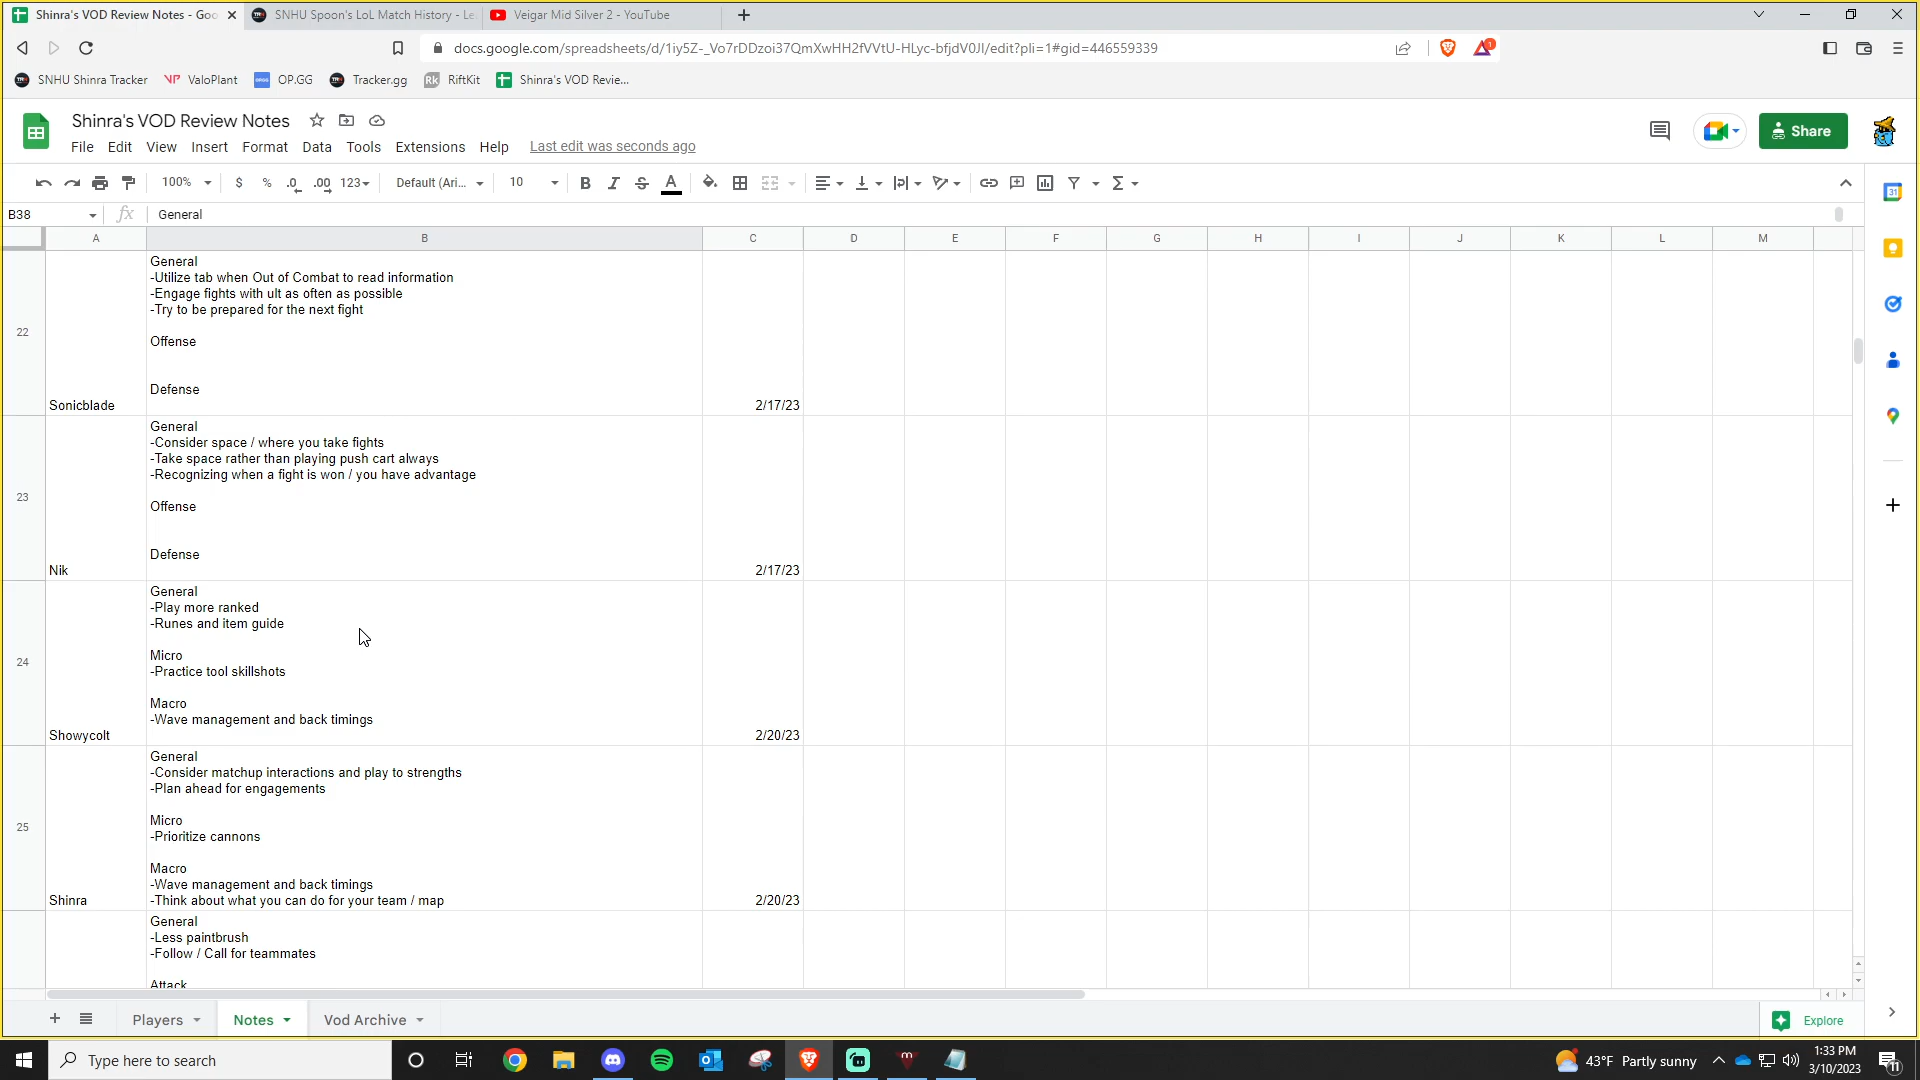 Shinra's VOD Review Notes - Goo
SNHU Spoon's LoL Match History - Le
Veigar Mid Silver 2 - YouTube
docs.google.com/spreadsheets/d/1iy5Z-_Vo7rDDzoi37QmXwHH2fVVtU-HLyc-bfjdV0JI/edit?pli=1#gid=446559339
SNHU Shinra Tracker
ValoPlant
OP.GG
Tracker.gg
RiftKit
Shinra's VOD Revie...
Shinra's VOD Review Notes
File Edit View Insert Format Data Tools Extensions Help Last edit was seconds ago
Share
100% $ % .0 .00 123 Default (Ari... 10 B I S A
B38 fx General
A B C D E F G H I J K L M
22
General
-Utilize tab when Out of Combat to read information
-Engage fights with ult as often as possible
-Try to be prepared for the next fight
Offense
Defense
Sonicblade 2/17/23
23
General
-Consider space / where you take fights
-Take space rather than playing push cart always
-Recognizing when a fight is won / you have advantage
Offense
Defense
Nik 2/17/23
24
General
-Play more ranked
-Runes and item guide
Micro
-Practice tool skillshots
Macro
-Wave management and back timings
Showycolt 2/20/23
25
General
-Consider matchup interactions and play to strengths
-Plan ahead for engagements
Micro
-Prioritize cannons
Macro
-Wave management and back timings
-Think about what you can do for your team / map
Shinra 2/20/23
General
-Less paintbrush
-Follow / Call for teammates
Attack
Players Notes Vod Archive
Explore
Type here to search
43°F Partly sunny
1:33 PM
3/10/2023
11